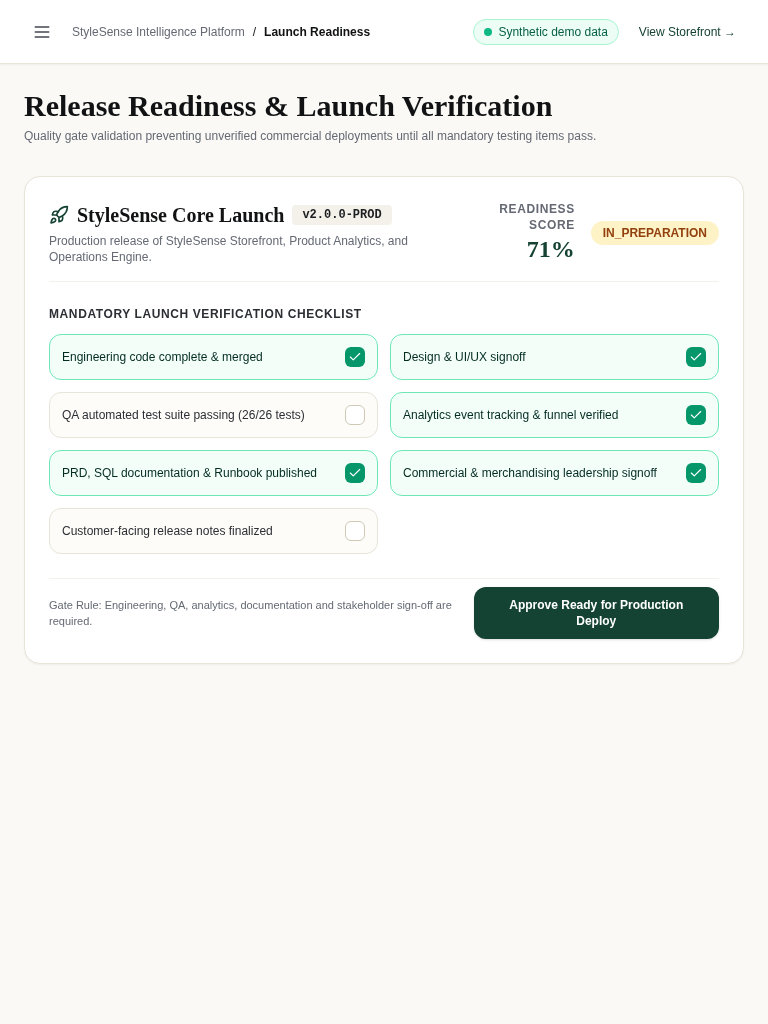 StyleSense Intelligence Platform / Launch Readiness
Synthetic demo data
View Storefront →
Release Readiness & Launch Verification
Quality gate validation preventing unverified commercial deployments until all mandatory testing items pass.
StyleSense Core Launch
v2.0.0-PROD
Production release of StyleSense Storefront, Product Analytics, and
Operations Engine.
READINESS
SCORE
71%
IN_PREPARATION
MANDATORY LAUNCH VERIFICATION CHECKLIST
Engineering code complete & merged
Design & UI/UX signoff
QA automated test suite passing (26/26 tests)
Analytics event tracking & funnel verified
PRD, SQL documentation & Runbook published
Commercial & merchandising leadership signoff
Customer-facing release notes finalized
Gate Rule: Engineering, QA, analytics, documentation and stakeholder sign-off are
required.
Approve Ready for Production
Deploy